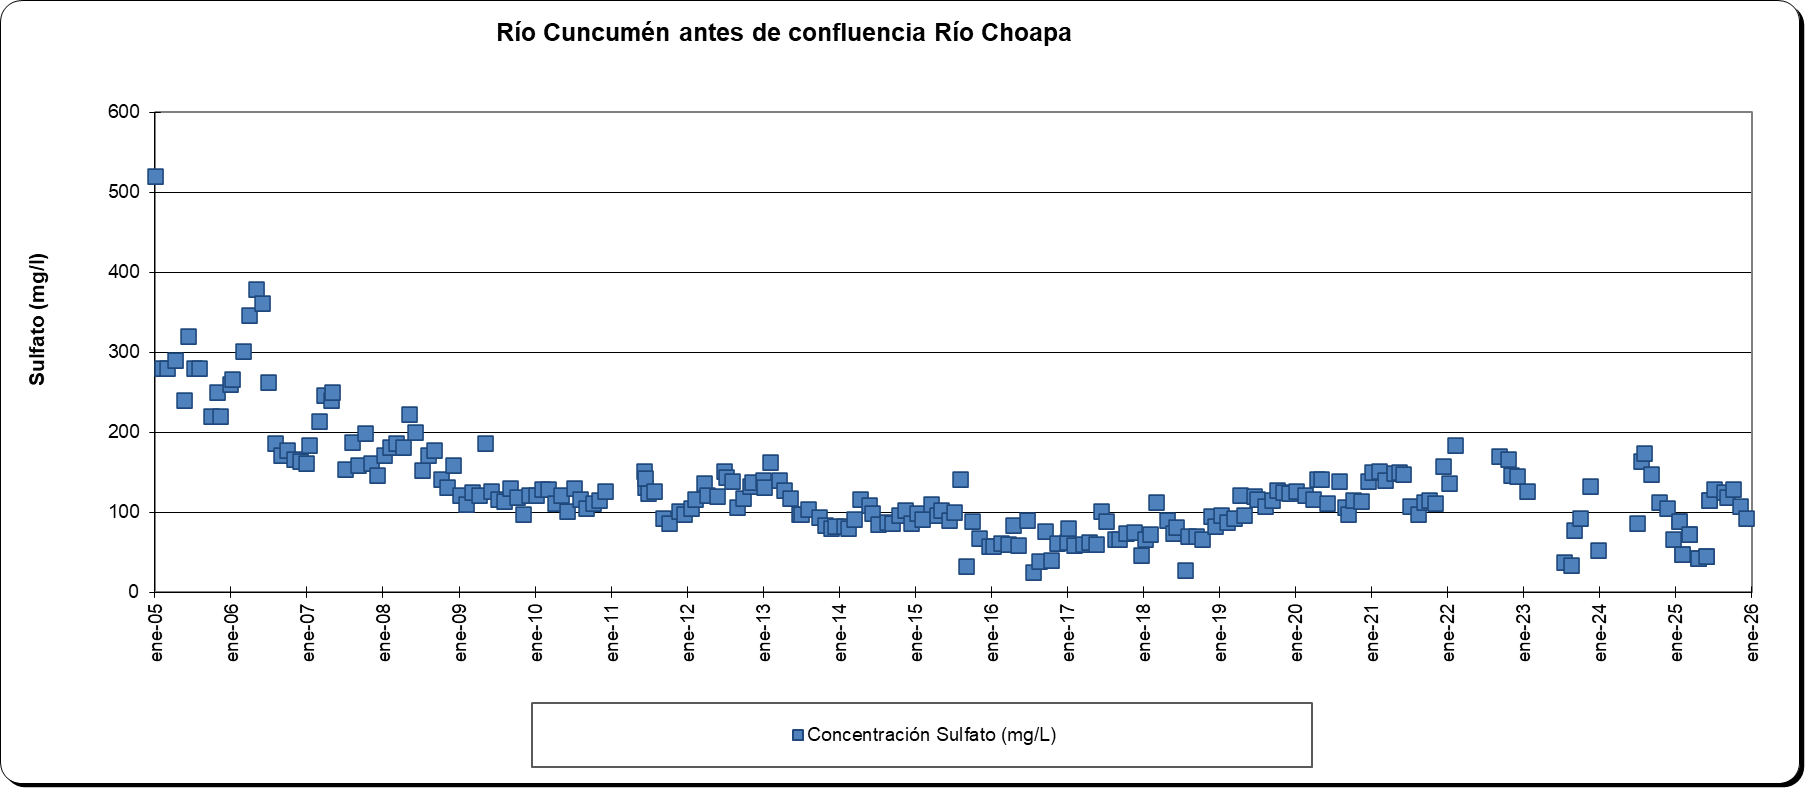 Río Cuncumén antes de confluencia Río Choapa
Sulfato (mg/l)
600
500
400
300
200
100
0
ene-05
ene-06
ene-07
ene-08
ene-09
ene-10
ene-11
ene-12
ene-13
ene-14
ene-15
ene-16
ene-17
ene-18
ene-19
ene-20
ene-21
ene-22
ene-23
ene-24
ene-25
ene-26
Concentración Sulfato (mg/L)